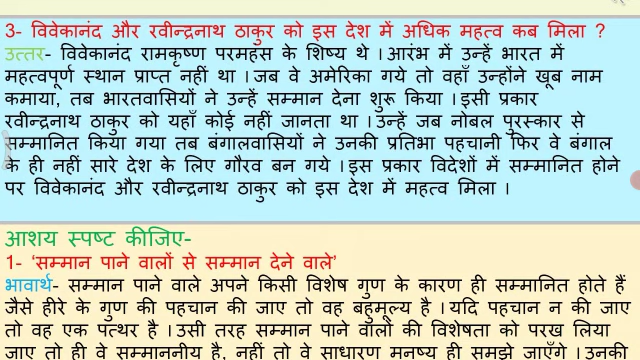 3- विवेकानंद और रवीन्द्रनाथ ठाकुर को इस देश में अधिक महत्व कब मिला ?
उत्तर- विवेकानंद रामकृष्ण परमहंस के शिष्य थे ।आरंभ में उन्हें भारत में
महत्वपूर्ण स्थान प्राप्त नहीं था ।जब वे अमेरिका गये तो वहाँ उन्होंने खूब नाम
कमाया, तब भारतवासियों ने उन्हें सम्मान देना शुरू किया ।इसी प्रकार
रवीन्द्रनाथ ठाकुर को यहाँ कोई नहीं जानता था ।उन्हें जब नोबल पुरस्कार से
सम्मानित किया गया तब बंगालवासियों ने उनकी प्रतिभा पहचानी फिर वे बंगाल
के ही नहीं सारे देश के लिए गौरव बन गये ।इस प्रकार विदेशों में सम्मानित होने
पर विवेकानंद और रवीन्द्रनाथ ठाकुर को इस देश में महत्व मिला ।
आशय स्पष्ट कीजिए-
1- ‘सम्मान पाने वालों से सम्मान देने वाले’
भावार्थ- सम्मान पाने वाले अपने किसी विशेष गुण के कारण ही सम्मानित होते हैं
जैसे हीरे के गुण की पहचान की जाए तो वह बहुमूल्य है ।यदि पहचान न की जाए
तो वह एक पत्थर है ।उसी तरह सम्मान पाने वालों की विशेषता को परख लिया
जाए तो ही वे सम्माननीय है, नहीं तो वे साधारण मनुष्य ही समझे जाएँगे ।उनकी